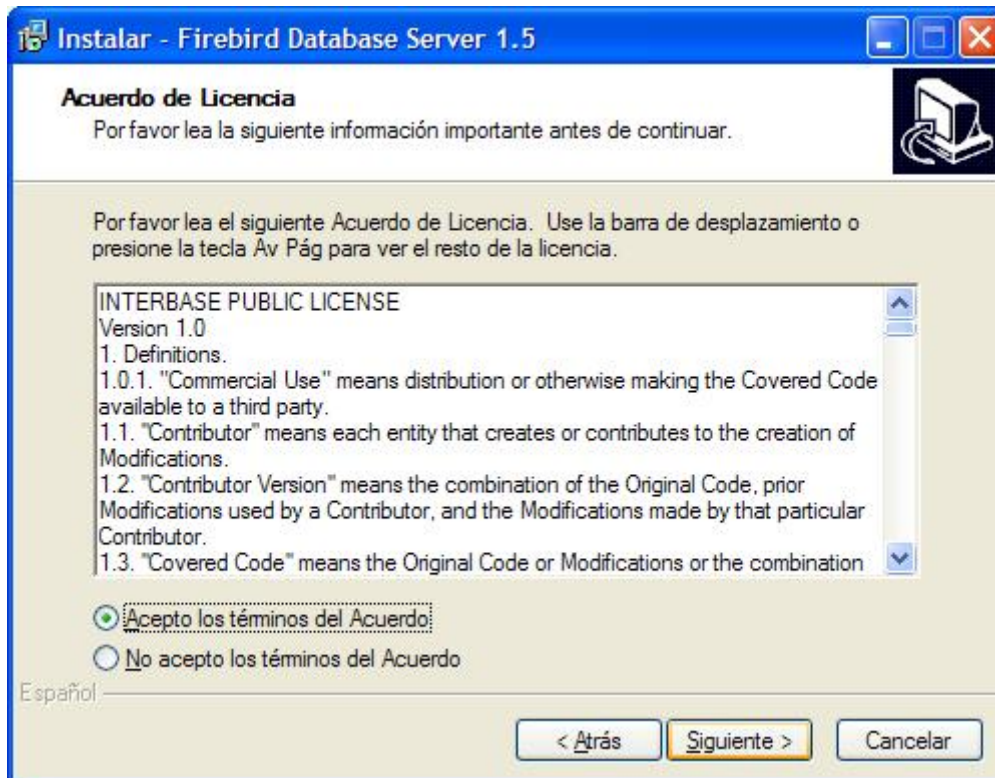 Instalar - Firebird Database Server 1.5
Acuerdo de Licencia
Por favor lea la siguiente información importante antes de continuar.
Por favor lea el siguiente Acuerdo de Licencia. Use la barra de desplazamiento o
presione la tecla Av Pág para ver el resto de la licencia.
INTERBASE PUBLIC LICENSE
Version 1.0
1. Definitions.
1.0.1. "Commercial Use" means distribution or otherwise making the Covered Code
available to a third party.
1.1. "Contributor" means each entity that creates or contributes to the creation of
Modifications.
1.2. "Contributor Version" means the combination of the Original Code, prior
Modifications used by a Contributor, and the Modifications made by that particular
Contributor.
1.3. "Covered Code" means the Original Code or Modifications or the combination
Acepto los términos del Acuerdo
No acepto los términos del Acuerdo
Español
< Atrás Siguiente > Cancelar